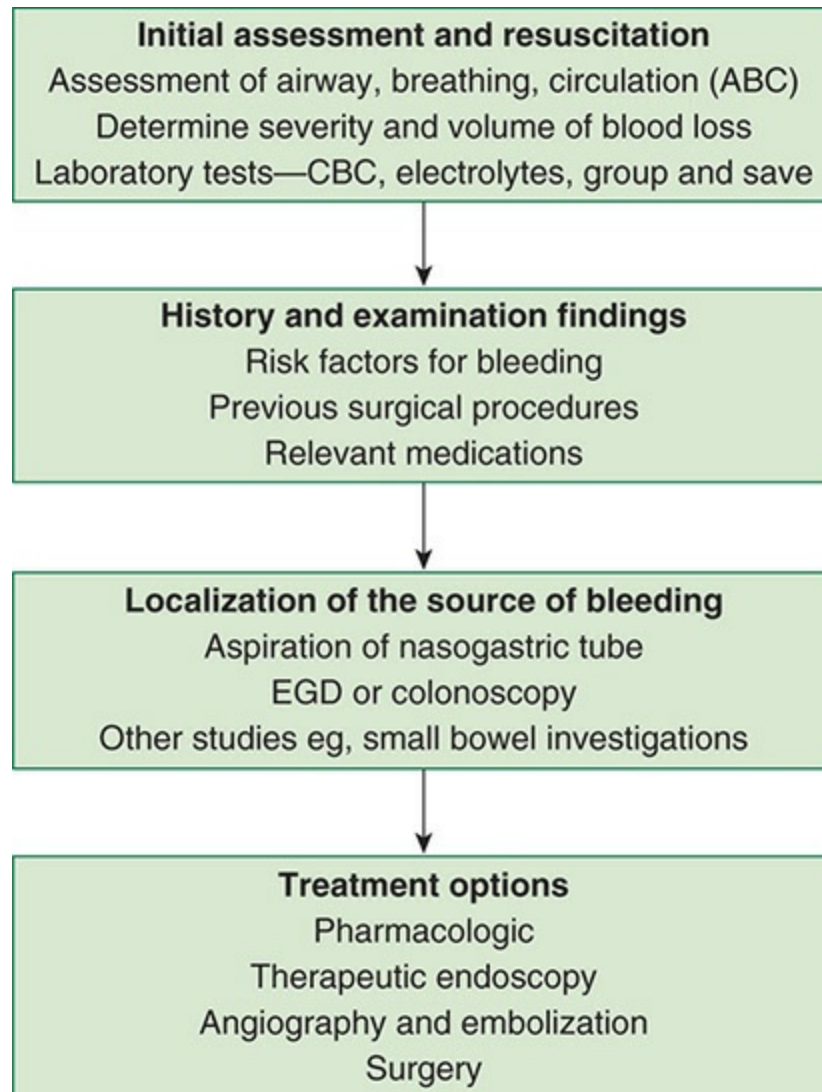 Initial assessment and resuscitation
Assessment of airway, breathing, circulation (ABC)
Determine severity and volume of blood loss
Laboratory tests—CBC, electrolytes, group and save
History and examination findings
Risk factors for bleeding
Previous surgical procedures
Relevant medications
Localization of the source of bleeding
Aspiration of nasogastric tube
EGD or colonoscopy
Other studies eg, small bowel investigations
Treatment options
Pharmacologic
Therapeutic endoscopy
Angiography and embolization
Surgery